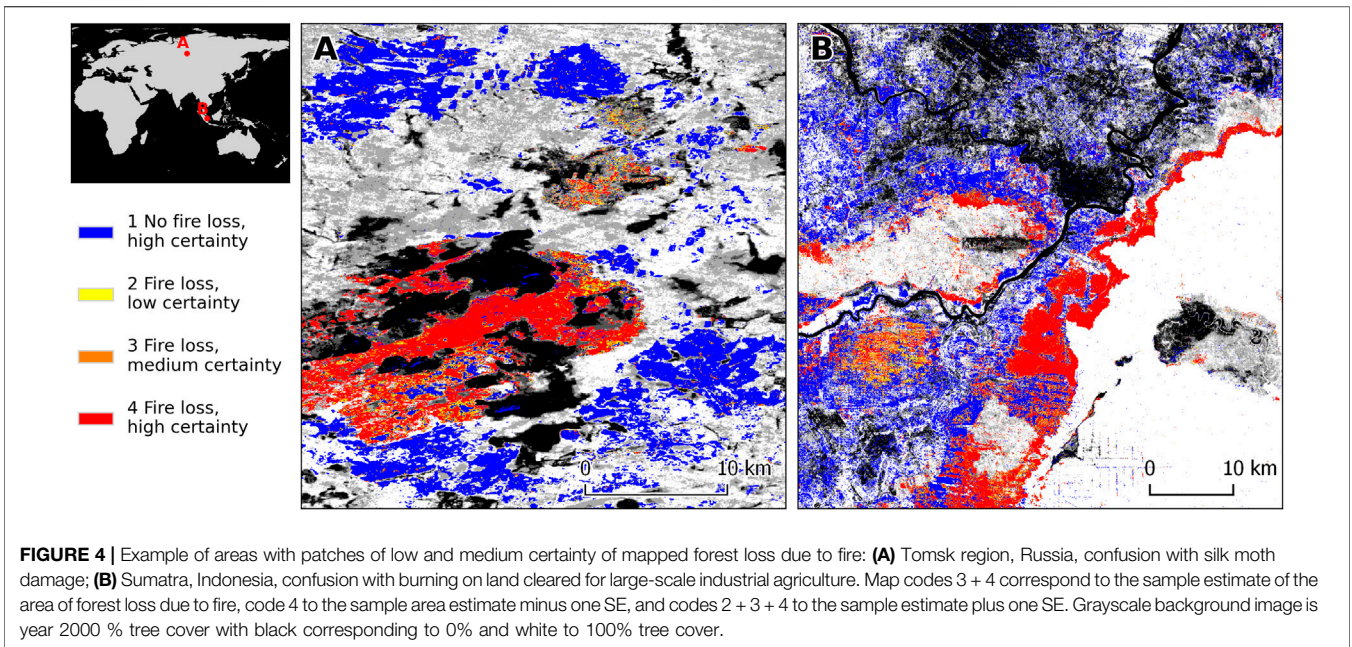 A
B
1 No fire loss,
high certainty
2 Fire loss,
low certainty
3 Fire loss,
medium certainty
4 Fire loss,
high certainty
A
0 10 km
B
0 10 km
FIGURE 4 | Example of areas with patches of low and medium certainty of mapped forest loss due to fire: (A) Tomsk region, Russia, confusion with silk moth
damage; (B) Sumatra, Indonesia, confusion with burning on land cleared for large-scale industrial agriculture. Map codes 3 + 4 correspond to the sample estimate of the
area of forest loss due to fire, code 4 to the sample area estimate minus one SE, and codes 2 + 3 + 4 to the sample estimate plus one SE. Grayscale background image is
year 2000 % tree cover with black corresponding to 0% and white to 100% tree cover.